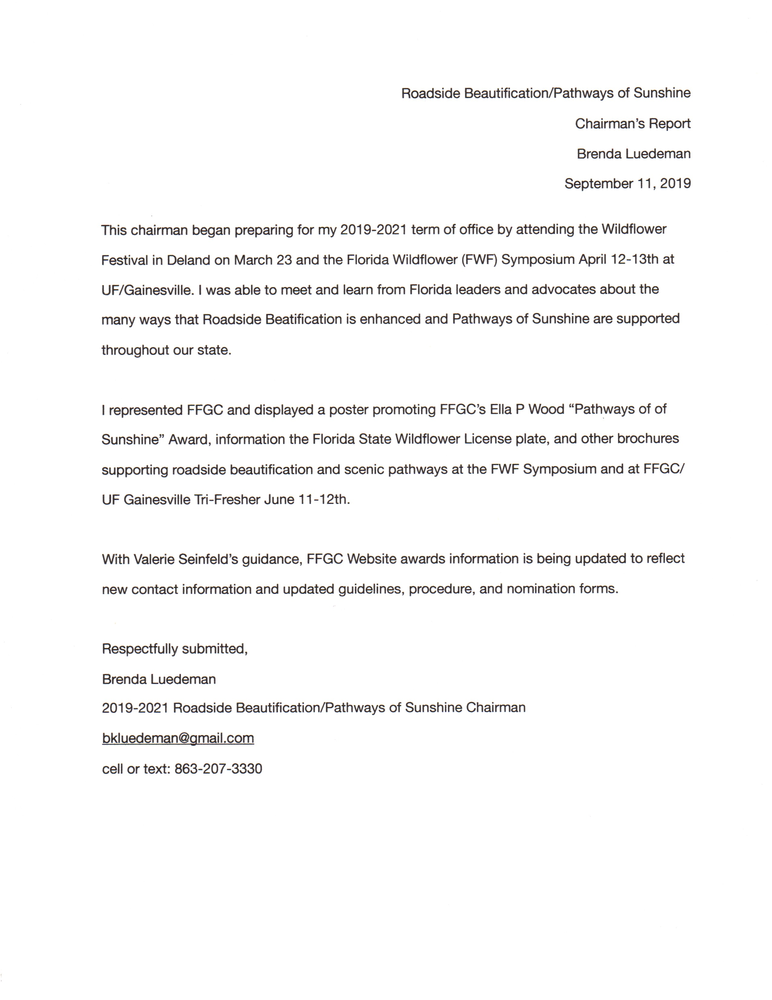 Roadside Beautification/Pathways of Sunshine
Chairman’s Report
Brenda Luedeman
September 11, 2019
This chairman began preparing for my 2019-2021 term of office by attending the Wildflower
Festival in Deland on March 23 and the Florida Wildflower (FWF) Symposium April 12-13th at
UF/Gainesville. I was able to meet and learn from Florida leaders and advocates about the
many ways that Roadside Beatification is enhanced and Pathways of Sunshine are supported
throughout our state.
I represented FFGC and displayed a poster promoting FFGC’s Ella P Wood “Pathways of of
Sunshine” Award, information the Florida State Wildflower License plate, and other brochures
supporting roadside beautification and scenic pathways at the FWF Symposium and at FFGC/
UF Gainesville Tri-Fresher June 11-12th.
With Valerie Seinfeld’s guidance, FFGC Website awards information is being updated to reflect
new contact information and updated guidelines, procedure, and nomination forms.
Respectfully submitted,
Brenda Luedeman
2019-2021 Roadside Beautification/Pathways of Sunshine Chairman
bkluedeman@gmail.com
cell or text: 863-207-3330